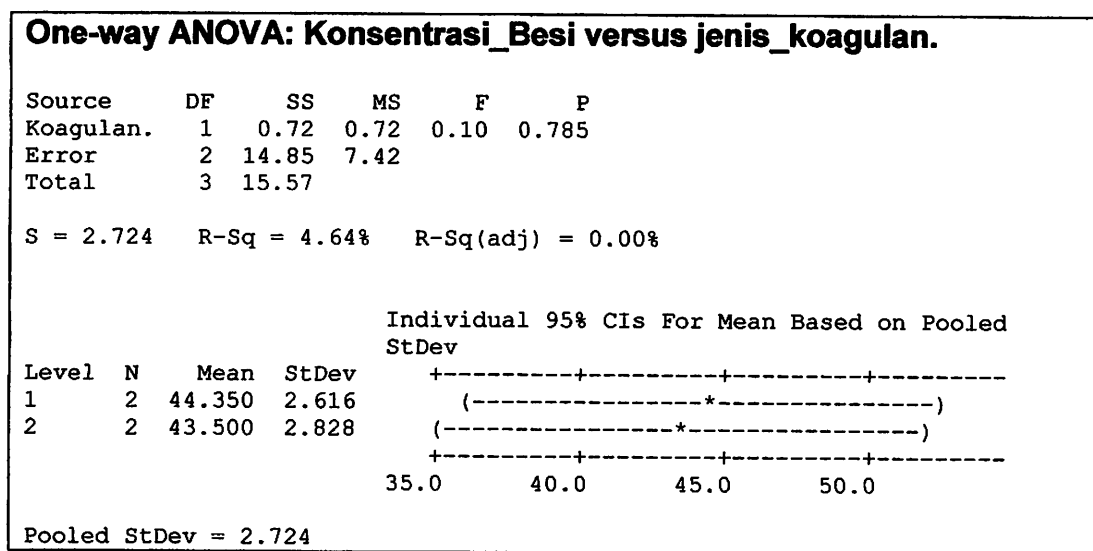 One-way ANOVA: Konsentrasi_Besi versus jenis_koagulan.
Source DF SS MS F P
Koagulan. 1 0.72 0.72 0.10 0.785
Error 2 14.85 7.42
Total 3 15.57
S = 2.724 R-Sq = 4.64% R-Sq(adj) = 0.00%
Individual 95% CIs For Mean Based on Pooled
StDev
Level N Mean StDev +---------+---------+---------+---------
1 2 44.350 2.616 (----------------*---------------)
2 2 43.500 2.828 (----------------*----------------)
+---------+---------+---------+---------
35.0 40.0 45.0 50.0
Pooled StDev = 2.724